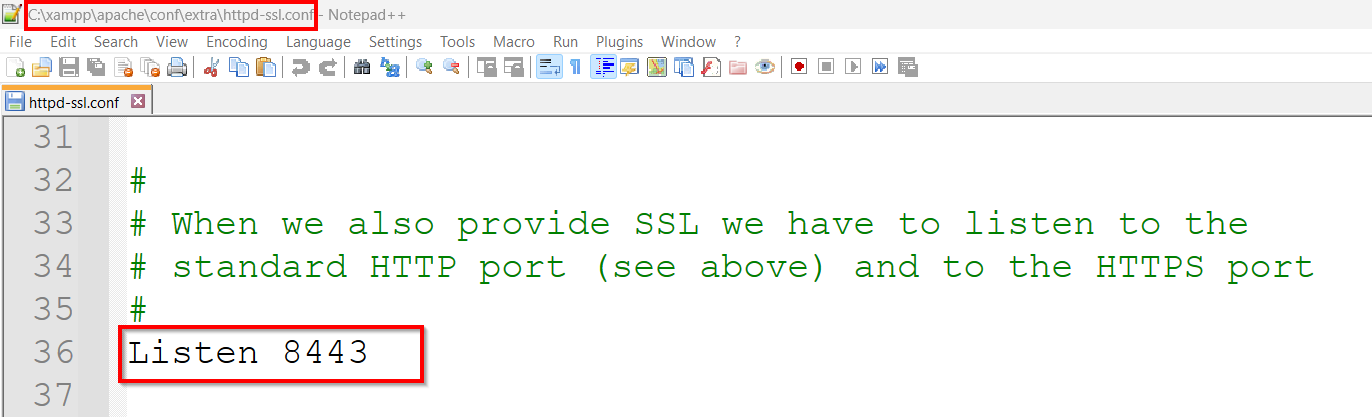 C:\xampp\apache\conf\extra\httpd-ssl.conf - Notepad++
File Edit Search View Encoding Language Settings Tools Macro Run Plugins Window ?
httpd-ssl.conf
31
32 #
33 # When we also provide SSL we have to listen to the
34 # standard HTTP port (see above) and to the HTTPS port
35 #
36 Listen 8443
37